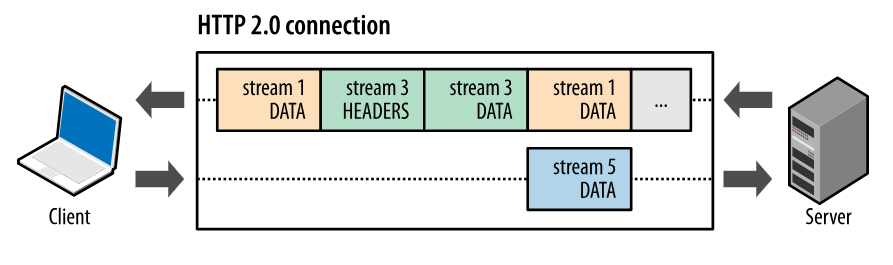 HTTP 2.0 connection
stream 1
DATA
stream 3
HEADERS
stream 3
DATA
stream 1
DATA
...
stream 5
DATA
Client
Server